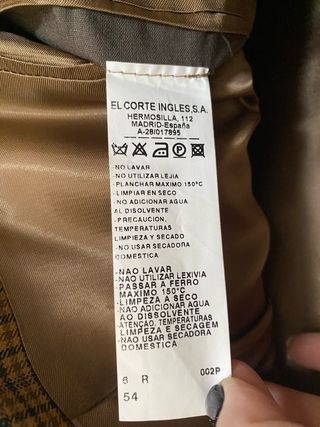 EL CORTE INGLES,S.A.
HERMOSILLA, 112
MADRID-España
A-28/017895
P
-NO LAVAR
-NO UTILIZAR LEJIA
-PLANCHAR MAXIMO 150°C
-LIMPIAR EN SECO
-NO ADICIONAR AGUA
AL DISOLVENTE
-PRECAUCION,
TEMPERATURAS
LIMPIEZA Y SECADO
-NO USAR SECADORA
DOMESTICA
-NAO LAVAR
-NAO UTILIZAR LEXIVIA
-PASSAR A FERRO
MAXIMO 150°C
-LIMPEZA A SECO
-NAO ADICIONAR AGUA
AO DISSOLVENTE
-ATENÇAO, TEMPERATURAS
LIMPEZA E SECAGEM
-NAO USAR SECADORA
DOMESTICA
6 R 002P
54